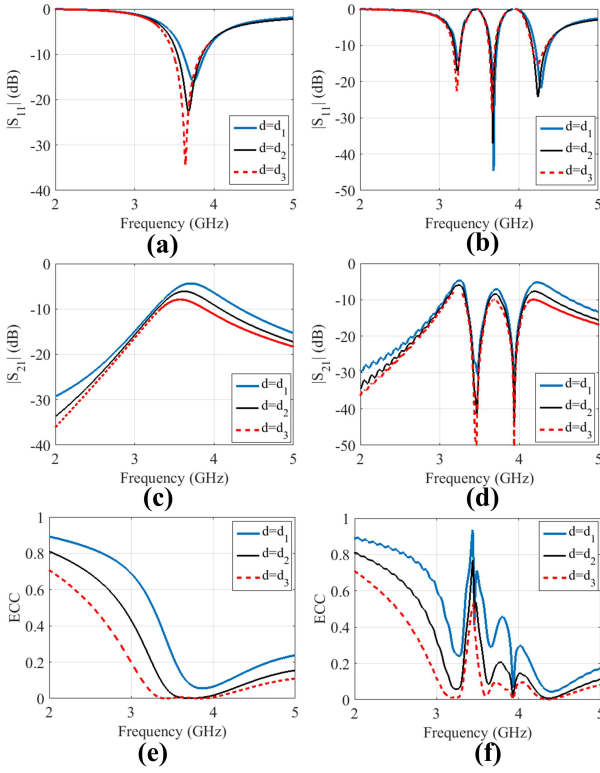 0
-10
-20
-30
-40
|S11| (dB)
2
3
4
5
Frequency (GHz)
d=d1
d=d2
d=d3
(a)
0
-10
-20
-30
-40
-50
|S11| (dB)
2
3
4
5
Frequency (GHz)
d=d1
d=d2
d=d3
(b)
0
-10
-20
-30
-40
|S21| (dB)
2
3
4
5
Frequency (GHz)
d=d1
d=d2
d=d3
(c)
0
-10
-20
-30
-40
-50
|S21| (dB)
2
3
4
5
Frequency (GHz)
d=d1
d=d2
d=d3
(d)
1
0.8
0.6
0.4
0.2
0
ECC
2
3
4
5
Frequency (GHz)
d=d1
d=d2
d=d3
(e)
1
0.8
0.6
0.4
0.2
0
ECC
2
3
4
5
Frequency (GHz)
d=d1
d=d2
d=d3
(f)